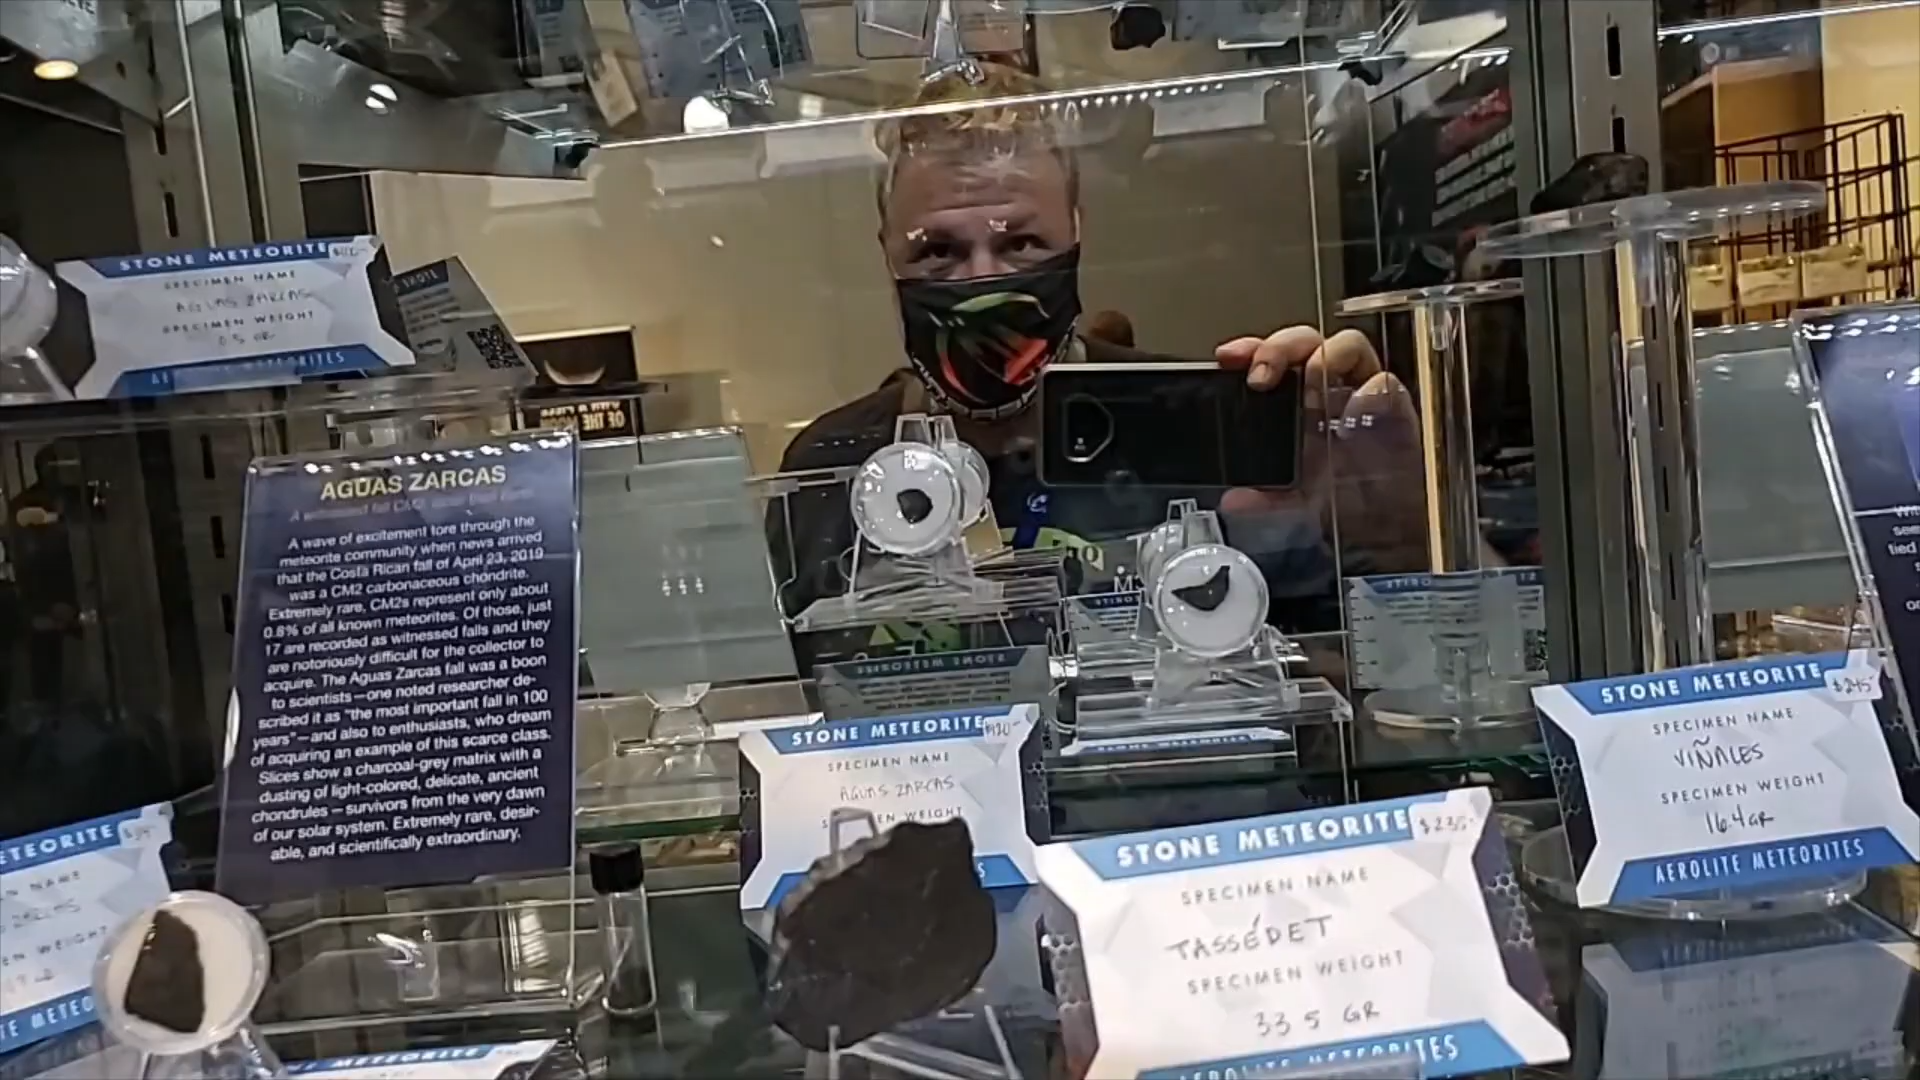 STONE METEORITE
SPECIMEN NAME
AGUAS ZARCAS
SPECIMEN WEIGHT
0.5 GR
AGUAS ZARCAS
A witnessed fall CM2
A wave of excitement tore through the
meteorite community when news arrived
that the Costa Rican fall of April 23, 2019
was a CM2 carbonaceous chondrite.
Extremely rare, CM2s represent only about
0.8% of all known meteorites. Of those, just
17 are recorded as witnessed falls and they
are notoriously difficult for the collector to
acquire. The Aguas Zarcas fall was a boon
to scientists—one noted researcher de-
scribed it as "the most important fall in 100
years"—and also to enthusiasts, who dream
of acquiring an example of this scarce class.
Slices show a charcoal-grey matrix with a
dusting of light-colored, delicate, ancient
chondrules – survivors from the very dawn
of our solar system. Extremely rare, desir-
able, and scientifically extraordinary.
STONE METEORITE
SPECIMEN NAME
AGUAS ZARCAS
STONE METEORITE $235-
SPECIMEN NAME
TASSÉDET
SPECIMEN WEIGHT
33.5 GR
AEROLITE METEORITES
STONE METEORITE $245-
SPECIMEN NAME
VIÑALES
SPECIMEN WEIGHT
16.4 GR
AEROLITE METEORITES